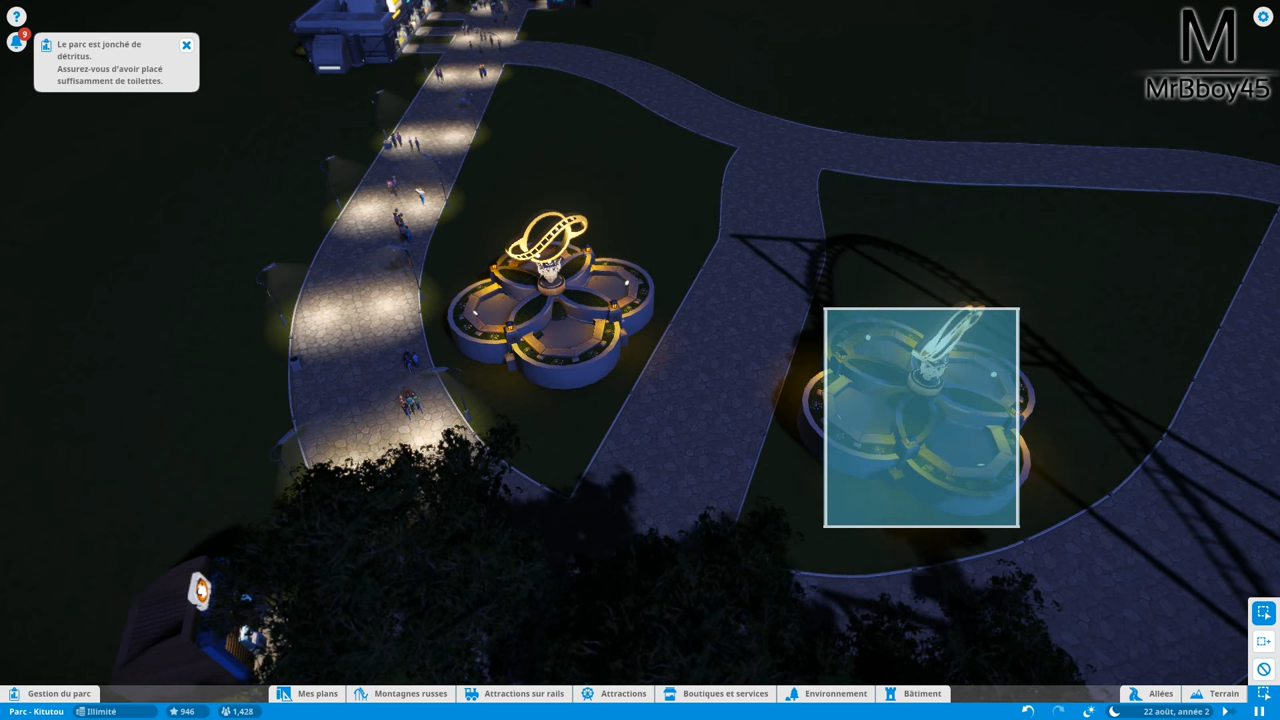 ?
9
Le parc est jonché de
détritus.
Assurez-vous d'avoir placé
suffisamment de toilettes.
M
MrBboy45
Gestion du parc
Mes plans
Montagnes russes
Attractions sur rails
Attractions
Boutiques et services
Environnement
Bâtiment
Allées
Terrain
Parc - Kitutou
Illimité
946
1,428
22 août, année 2